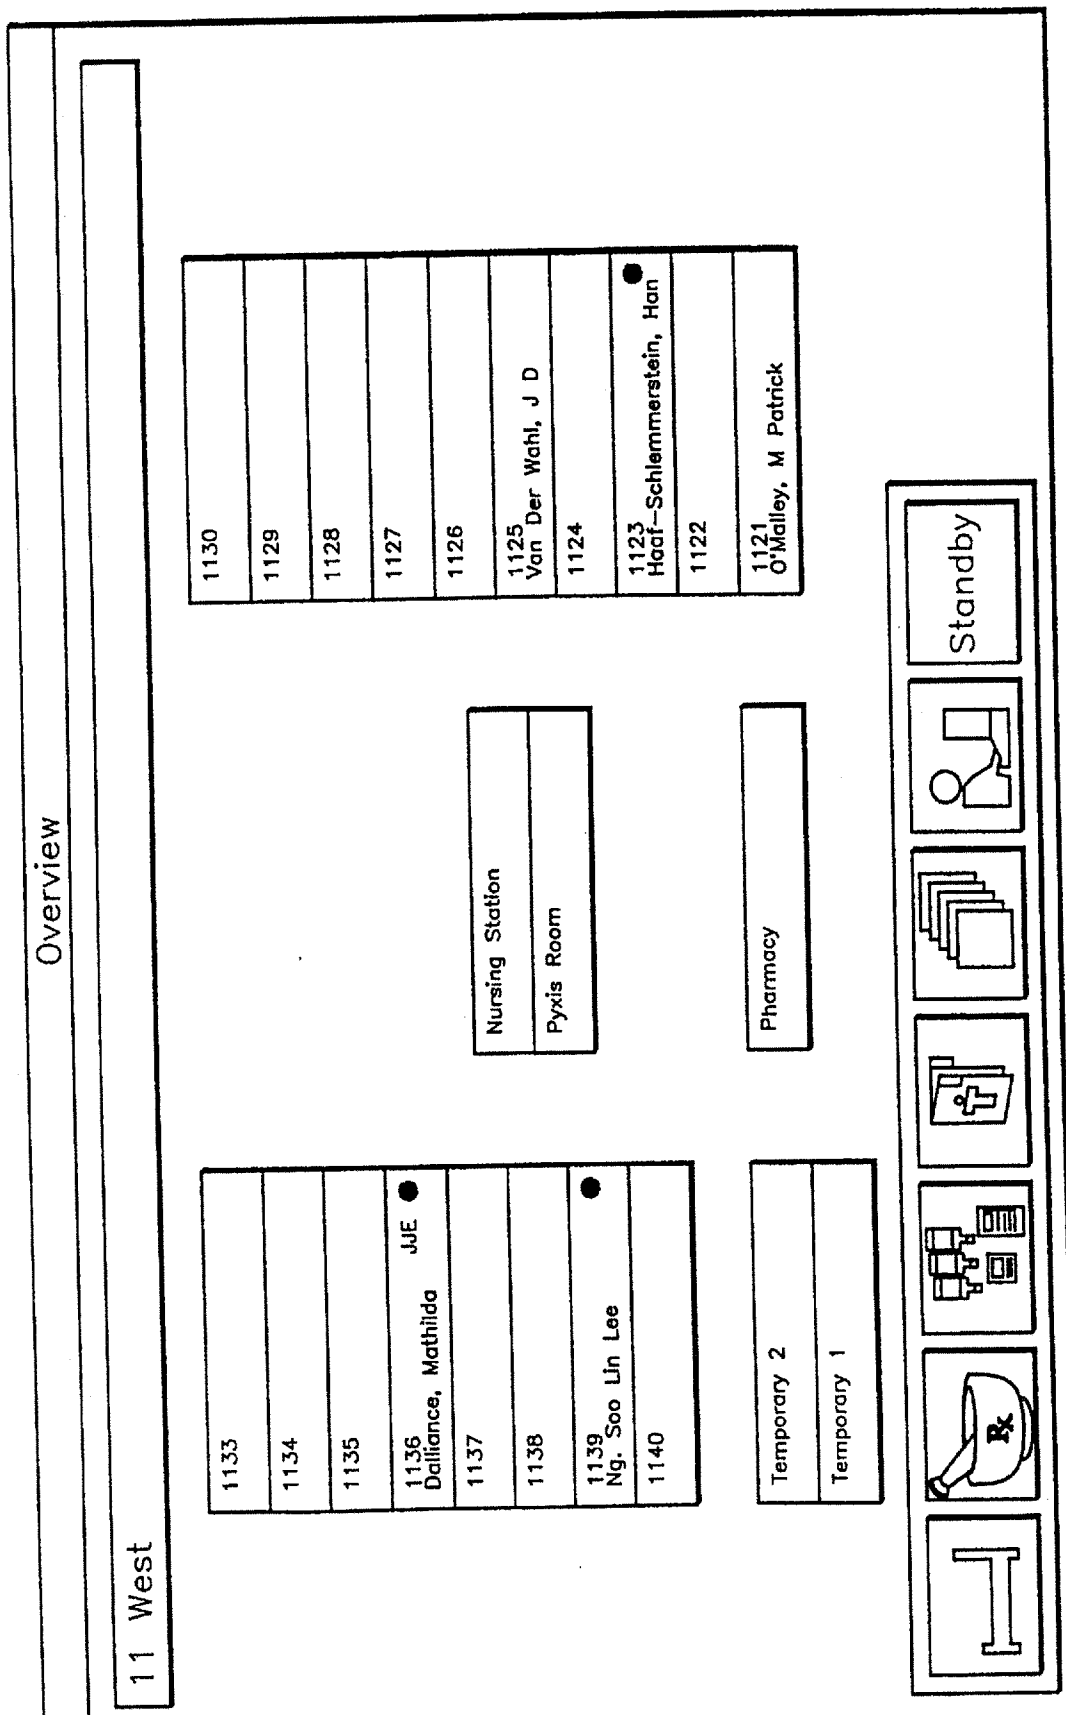 Overview
11 West
1133
1134
1135
1136 JJE
Dalliance, Mathilda
1137
1138
1139
Ng. Soo Lin Lee
1140
Temporary 2
Temporary 1
Nursing Station
Pyxis Room
Pharmacy
1130
1129
1128
1127
1126
1125
Van Der Wahl, J D
1124
1123
Haaf-Schlemmerstein, Han
1122
1121
O'Malley, M Patrick
I
Rx
Standby